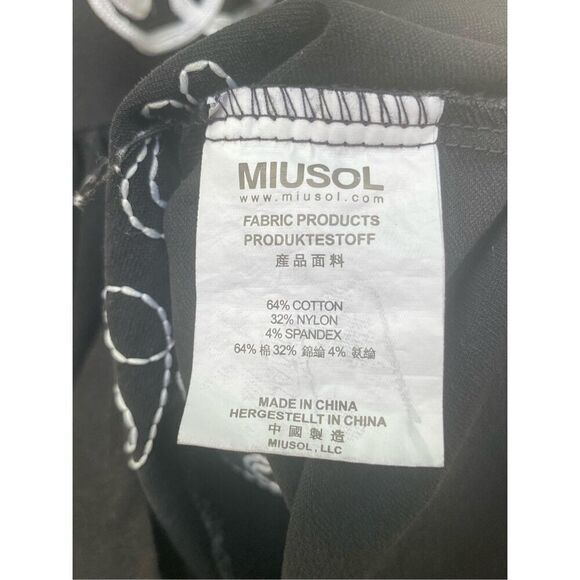 MIUSOL
www.miusol.com
FABRIC PRODUCTS
PRODUKTESTOFF
産品面料
64% COTTON
32% NYLON
4% SPANDEX
64% 棉 32% 錦綸 4% 氨綸
MADE IN CHINA
HERGESTELLT IN CHINA
中國製造
MIUSOL, LLC